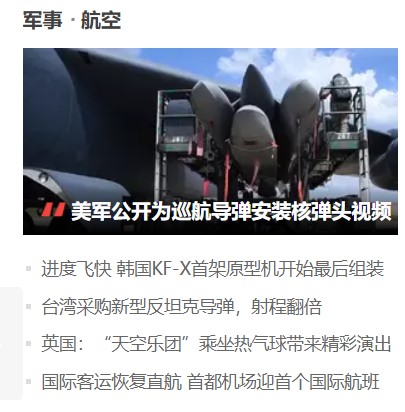 军事·航空
美军公开为巡航导弹安装核弹头视频
进度飞快 韩国KF-X首架原型机开始最后组装
台湾采购新型反坦克导弹，射程翻倍
英国：“天空乐团”乘坐热气球带来精彩演出
国际客运恢复直航 首都机场迎首个国际航班